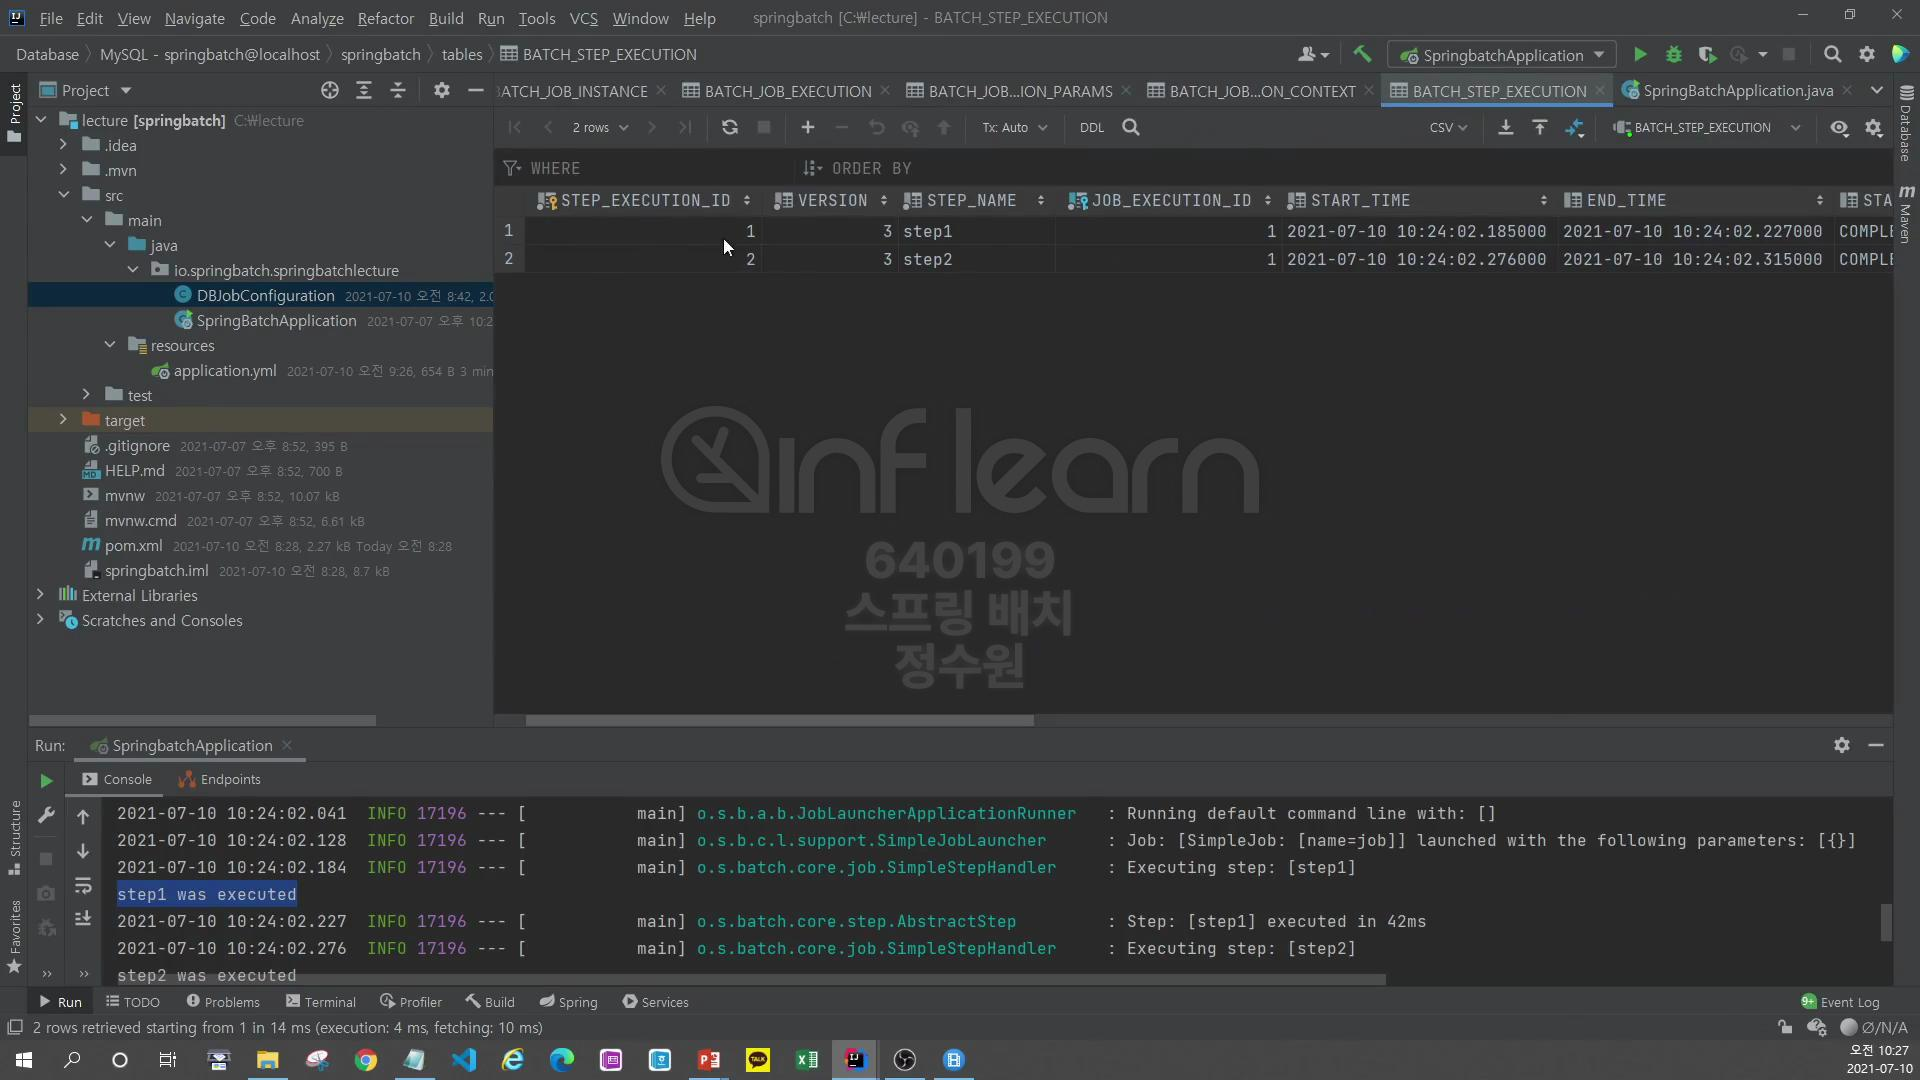 File Edit View Navigate Code Analyze Refactor Build Run Tools VCS Window Help springbatch [C:₩lecture] - BATCH_STEP_EXECUTION
Database MySQL - springbatch@localhost springbatch tables BATCH_STEP_EXECUTION SpringbatchApplication
Project ATCH_JOB_INSTANCE BATCH_JOB_EXECUTION BATCH_JOB...ION_PARAMS BATCH_JOB...ON_CONTEXT BATCH_STEP_EXECUTION SpringBatchApplication.java
lecture [springbatch] C:₩lecture
2 rows Tx: Auto DDL CSV BATCH_STEP_EXECUTION
.idea
.mvn
WHERE ORDER BY
src
STEP_EXECUTION_ID VERSION STEP_NAME JOB_EXECUTION_ID START_TIME END_TIME STA
main
1 1 3 step1 1 2021-07-10 10:24:02.185000 2021-07-10 10:24:02.227000 COMPLE
java
2 2 3 step2 1 2021-07-10 10:24:02.276000 2021-07-10 10:24:02.315000 COMPLE
io.springbatch.springbatchlecture
DBJobConfiguration 2021-07-10 오전 8:42, 2.0
SpringBatchApplication 2021-07-07 오후 10:2
resources
application.yml 2021-07-10 오전 9:26, 654 B 3 min
test
target
.gitignore 2021-07-07 오후 8:52, 395 B
HELP.md 2021-07-07 오후 8:52, 700 B
mvnw 2021-07-07 오후 8:52, 10.07 kB
mvnw.cmd 2021-07-07 오후 8:52, 6.61 kB
pom.xml 2021-07-10 오전 8:28, 2.27 kB Today 오전 8:28
springbatch.iml 2021-07-10 오전 8:28, 8.7 kB
External Libraries
Scratches and Consoles
inflearn
640199
스프링 배치
정수원
Project
Structure
Favorites
Database
Maven
Run: SpringbatchApplication
Console Endpoints
2021-07-10 10:24:02.041 INFO 17196 --- [ main] o.s.b.a.b.JobLauncherApplicationRunner : Running default command line with: []
2021-07-10 10:24:02.128 INFO 17196 --- [ main] o.s.b.c.l.support.SimpleJobLauncher : Job: [SimpleJob: [name=job]] launched with the following parameters: [{}]
2021-07-10 10:24:02.184 INFO 17196 --- [ main] o.s.batch.core.job.SimpleStepHandler : Executing step: [step1]
step1 was executed
2021-07-10 10:24:02.227 INFO 17196 --- [ main] o.s.batch.core.step.AbstractStep : Step: [step1] executed in 42ms
2021-07-10 10:24:02.276 INFO 17196 --- [ main] o.s.batch.core.job.SimpleStepHandler : Executing step: [step2]
step2 was executed
Run TODO Problems Terminal Profiler Build Spring Services 9+ Event Log
2 rows retrieved starting from 1 in 14 ms (execution: 4 ms, fetching: 10 ms) Ø/N/A
오전 10:27
2021-07-10